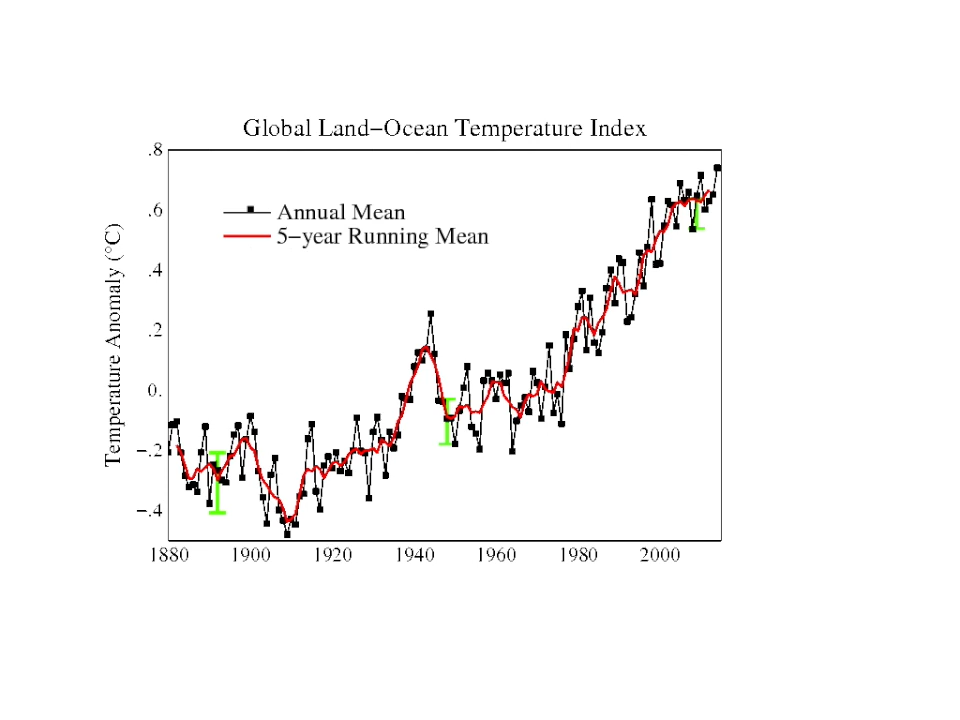 Global Land−Ocean Temperature Index
Temperature Anomaly (°C)
.8
.6
.4
.2
0.
−.2
−.4
Annual Mean
5−year Running Mean
1880 1900 1920 1940 1960 1980 2000